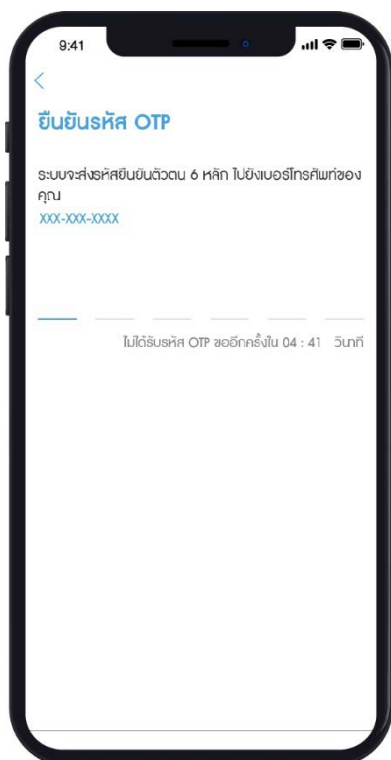 9:41
ยืนยันรหัส OTP
ระบบจะส่งรหัสยืนยันตัวตน 6 หลัก ไปยังเบอร์โทรศัพท์ของ
คุณ
XXX-XXX-XXXX
ไม่ได้รับรหัส OTP ขออีกครั้งใน 04 : 41 วินาที